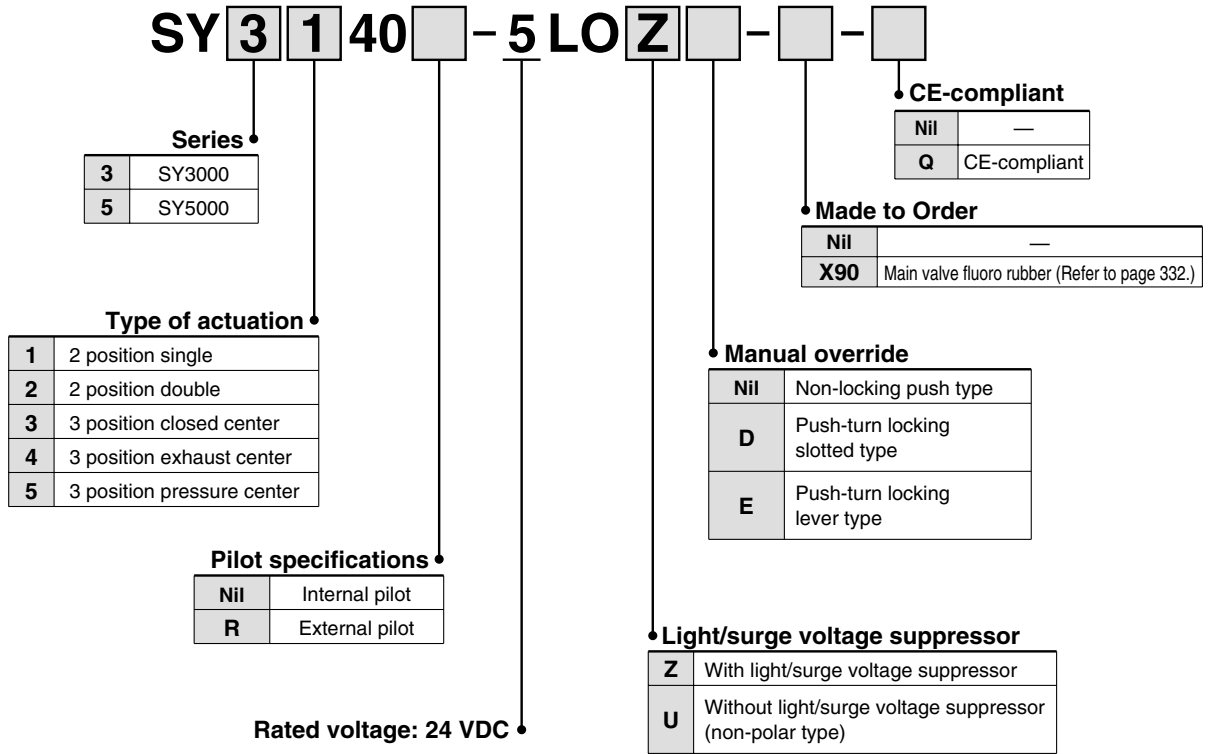 SY 3 1 40 - 5 LO Z - -
CE-compliant
Nil —
Q CE-compliant
Series
3 SY3000
5 SY5000
Made to Order
Nil —
X90 Main valve fluoro rubber (Refer to page 332.)
Type of actuation
1 2 position single
2 2 position double
3 3 position closed center
4 3 position exhaust center
5 3 position pressure center
Manual override
Nil Non-locking push type
D Push-turn locking
slotted type
E Push-turn locking
lever type
Pilot specifications
Nil Internal pilot
R External pilot
Light/surge voltage suppressor
Z With light/surge voltage suppressor
U Without light/surge voltage suppressor
(non-polar type)
Rated voltage: 24 VDC